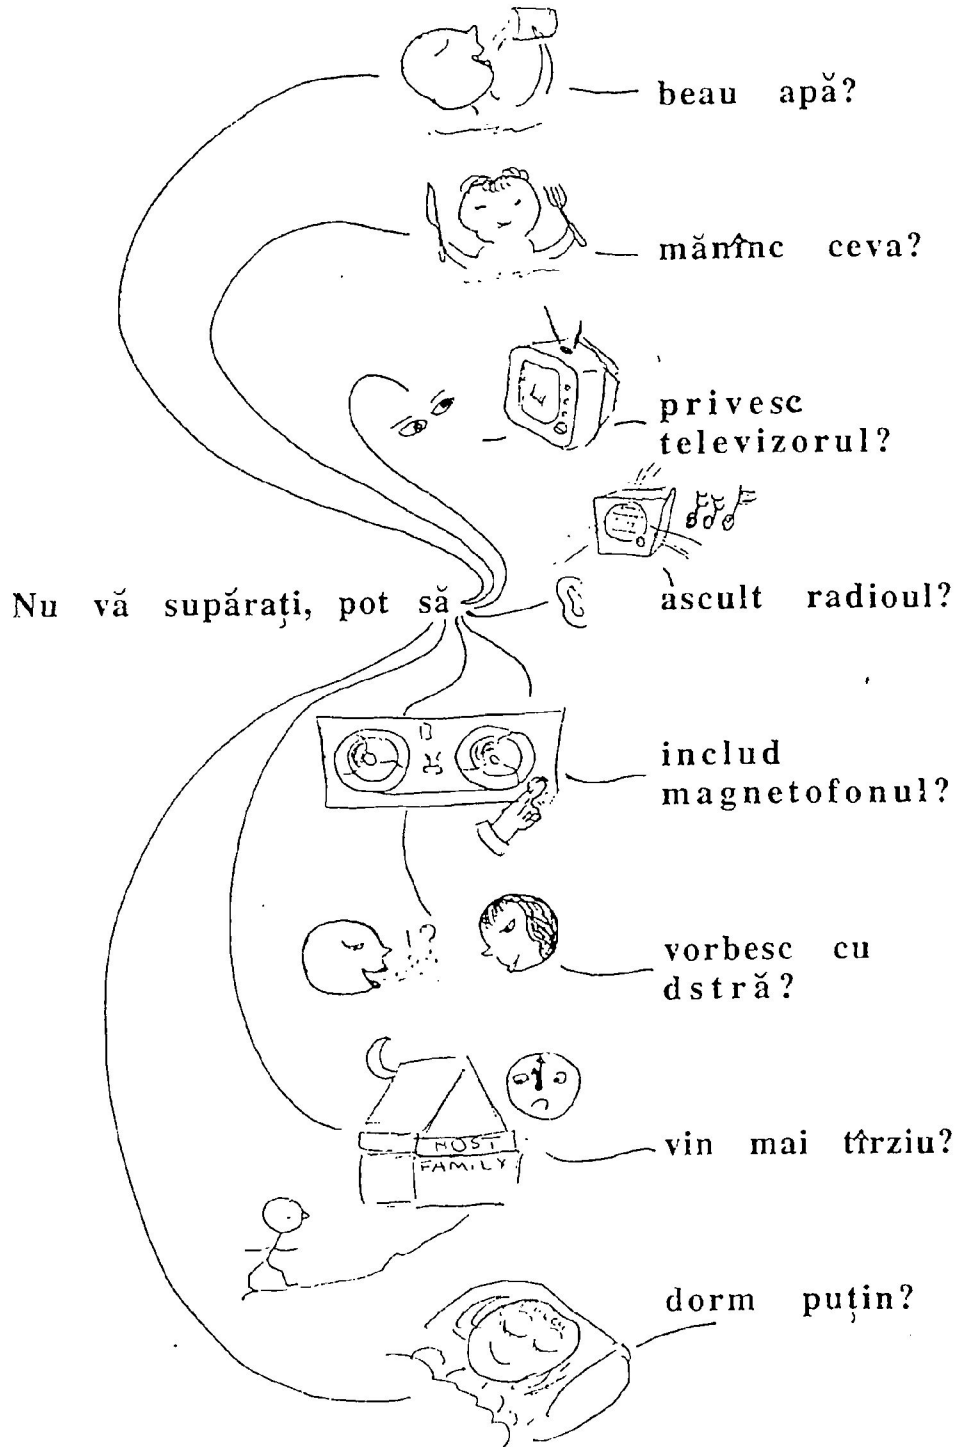 beau apă?
mănînc ceva?
privesc
televizorul?
Nu vă supărați, pot să
ascult radioul?
includ
magnetofonul?
!?
vorbesc cu
dstră?
HOST
FAMILY
vin mai tîrziu?
dorm puțin?